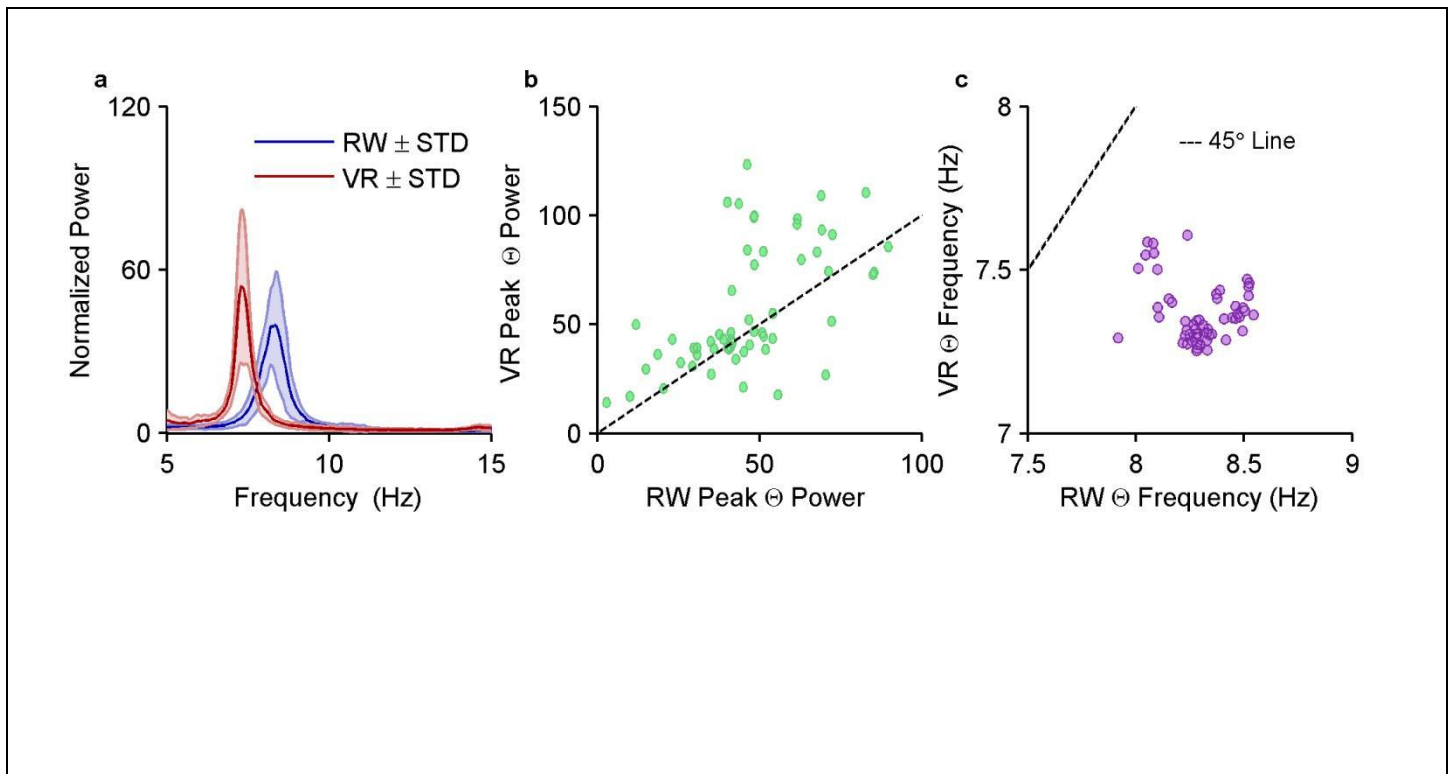 a
120
60
0
Normalized Power
RW ± STD
VR ± STD
5
10
15
Frequency (Hz)
b
150
100
50
0
VR Peak Θ Power
0
50
100
RW Peak Θ Power
c
8
7.5
7
VR Θ Frequency (Hz)
--- 45° Line
7.5
8
8.5
9
RW Θ Frequency (Hz)